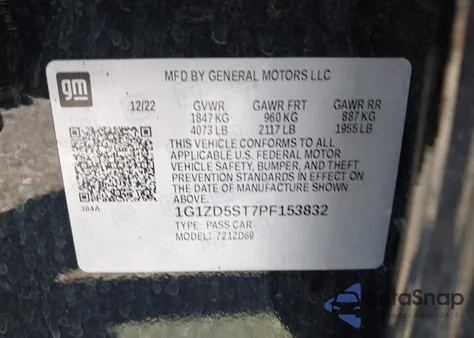 gm
MFD BY GENERAL MOTORS LLC
12/22 GVWR GAWR FRT GAWR RR
1847 KG 960 KG 887 KG
4073 LB 2117 LB 1955 LB
THIS VEHICLE CONFORMS TO ALL
APPLICABLE U.S. FEDERAL MOTOR
VEHICLE SAFETY, BUMPER, AND THEFT
PREVENTION STANDARDS IN EFFECT ON THE
DATE OF MANUFACTURE SHOWN ABOVE.
384A
1G1ZD5ST7PF153832
TYPE: PASS CAR
MODEL: 7212D69